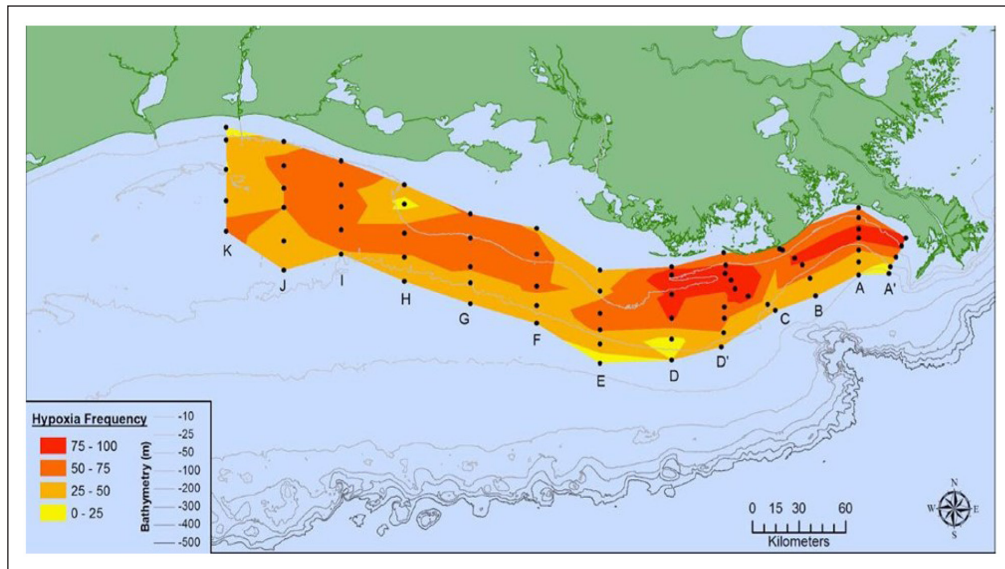 K
J
I
H
G
F
E
D
D'
C
B
A
A'
Hypoxia Frequency
75 - 100
50 - 75
25 - 50
0 - 25
Bathymetry (m)
-10
-25
-50
-100
-200
-300
-400
-500
N
W E
S
0 15 30 60
Kilometers